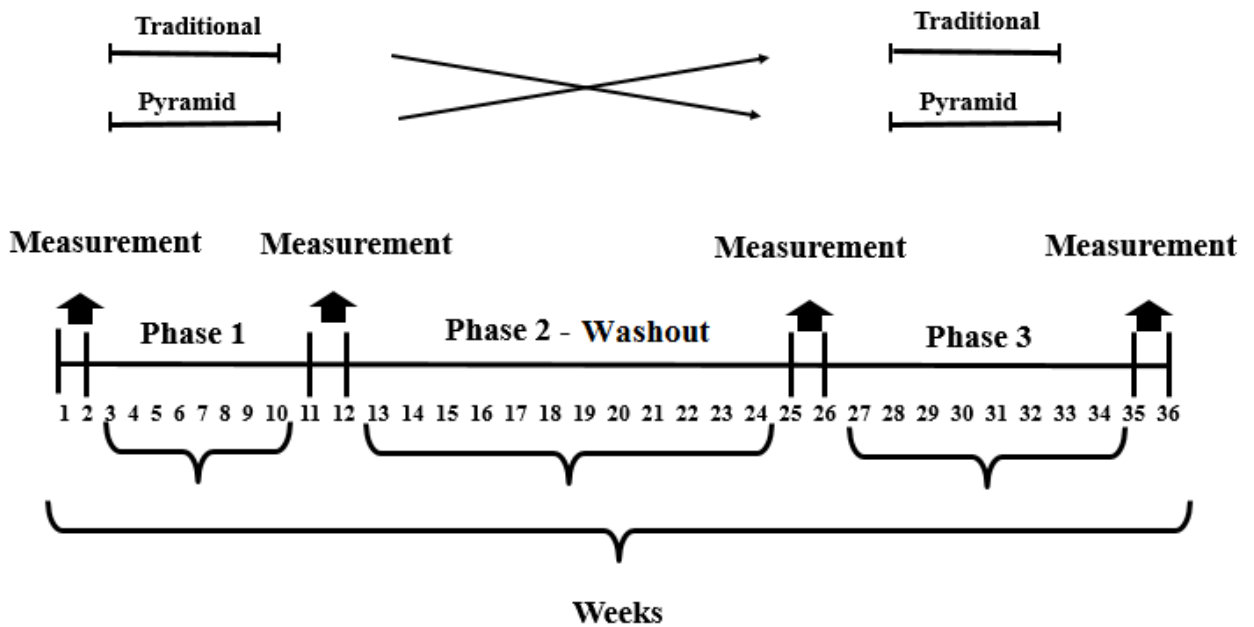 Traditional Traditional
Pyramid Pyramid
Measurement Measurement Measurement Measurement
Phase 1 Phase 2 - Washout Phase 3
1 2 3 4 5 6 7 8 9 10 11 12 13 14 15 16 17 18 19 20 21 22 23 24 25 26 27 28 29 30 31 32 33 34 35 36
Weeks